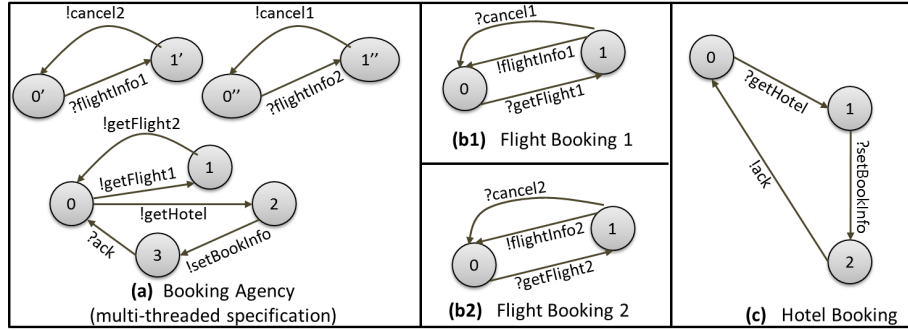 !cancel2
0'
1'
?flightInfo1
!cancel1
0''
1''
?flightInfo2
!getFlight2
0
1
!getFlight1
!getHotel
2
?ack
3
!setBookInfo
(a) Booking Agency
(multi-threaded specification)
?cancel1
1
!flightInfo1
0
?getFlight1
(b1) Flight Booking 1
?cancel2
1
!flightInfo2
0
?getFlight2
(b2) Flight Booking 2
0
?getHotel
1
?setBookInfo
!ack
2
(c) Hotel Booking